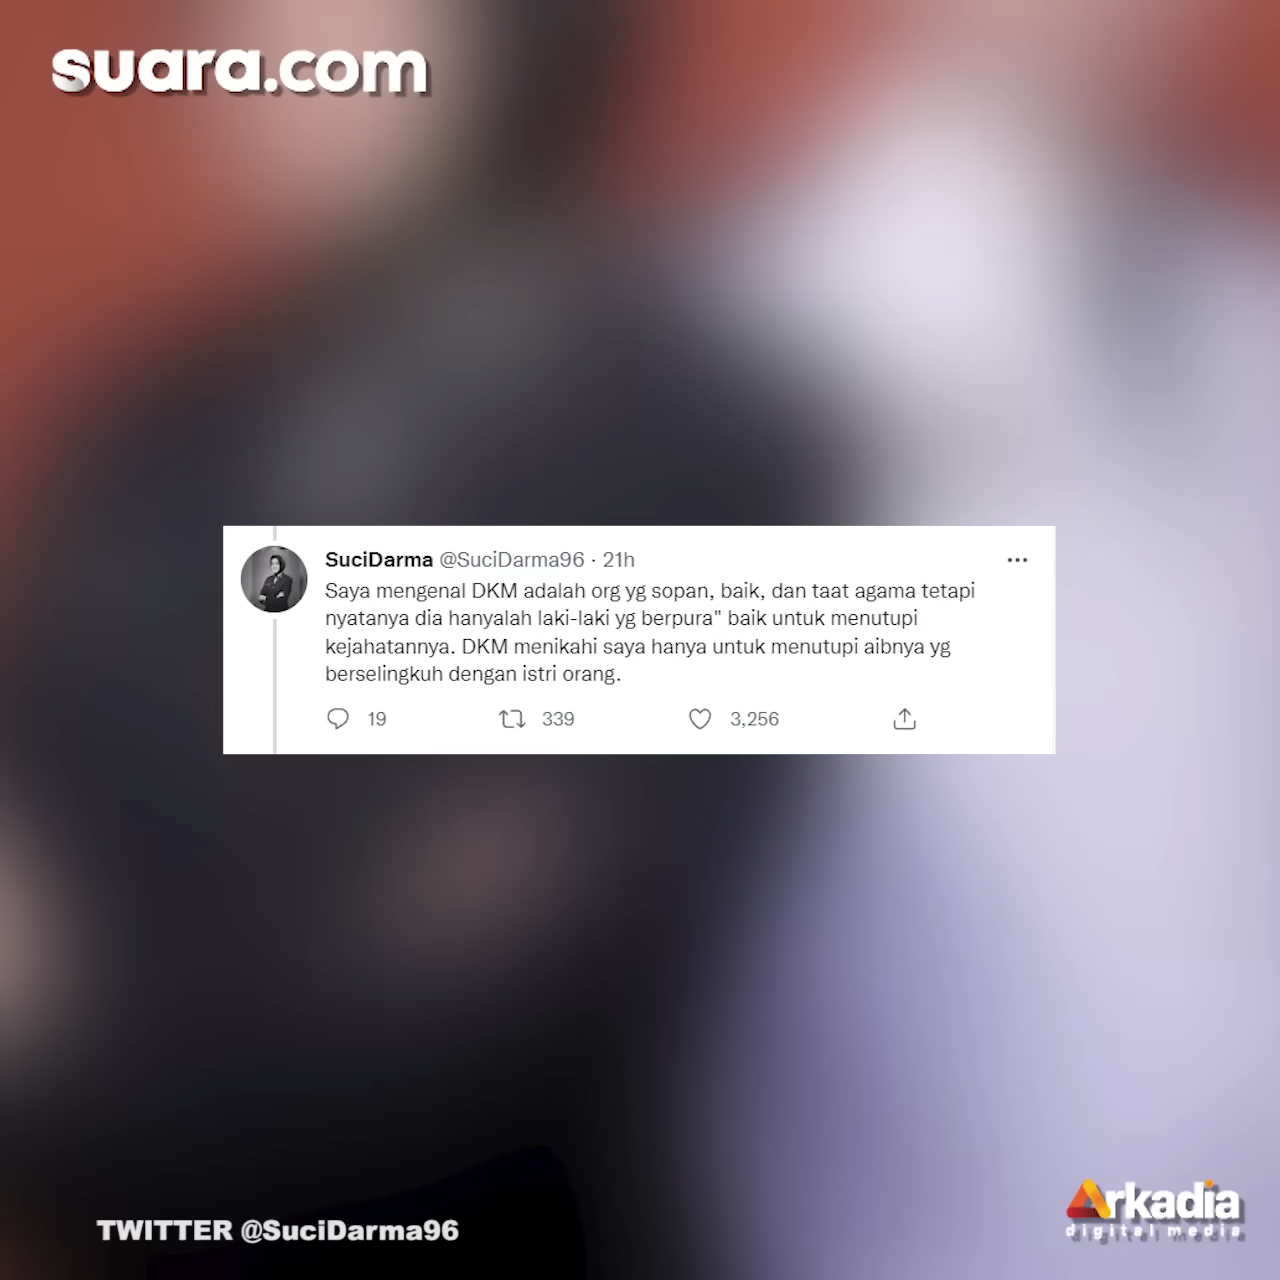 suara.com
SuciDarma @SuciDarma96 · 21h
Saya mengenal DKM adalah org yg sopan, baik, dan taat agama tetapi
nyatanya dia hanyalah laki-laki yg berpura" baik untuk menutupi
kejahatannya. DKM menikahi saya hanya untuk menutupi aibnya yg
berselingkuh dengan istri orang.
19 339 3,256
Arkadia
digital media
TWITTER @SuciDarma96